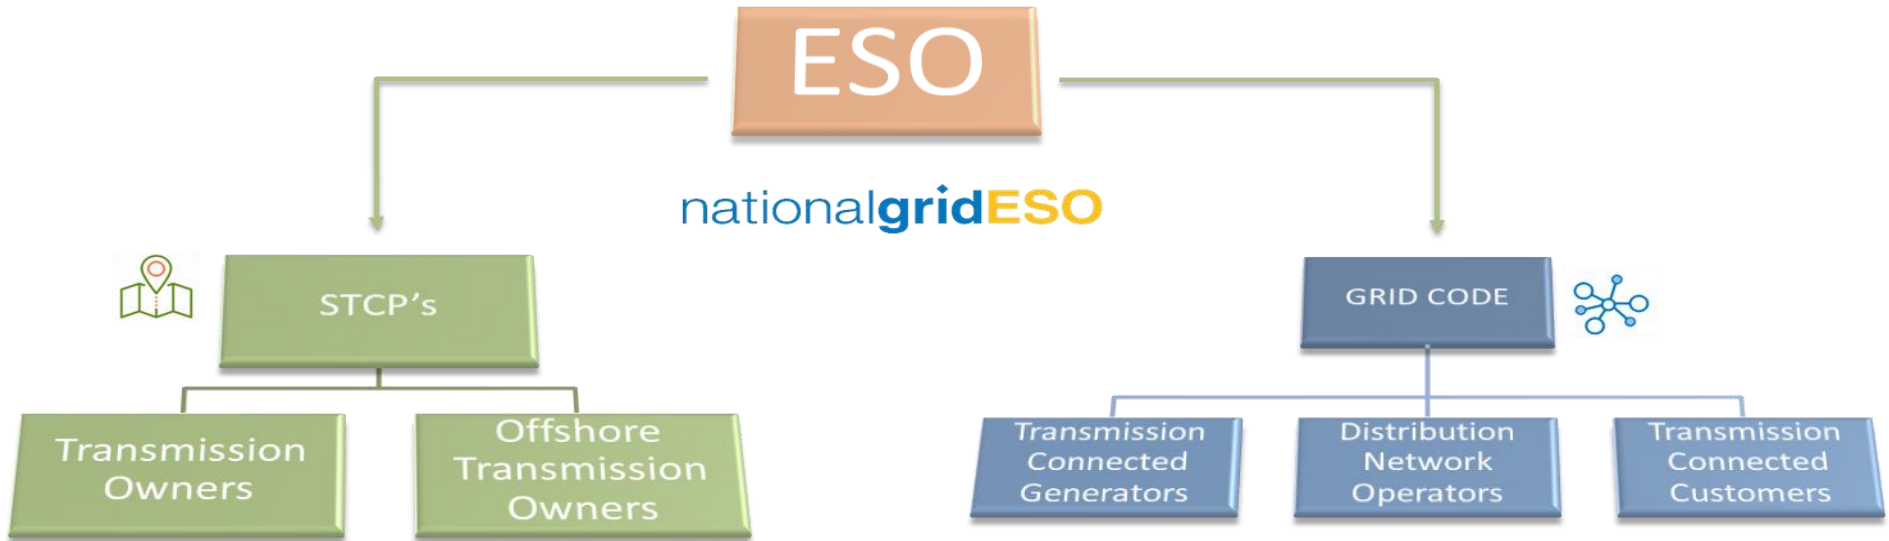 ESO
nationalgridESO
STCP's
GRID CODE
Transmission
Owners
Offshore
Transmission
Owners
Transmission
Connected
Generators
Distribution
Network
Operators
Transmission
Connected
Customers